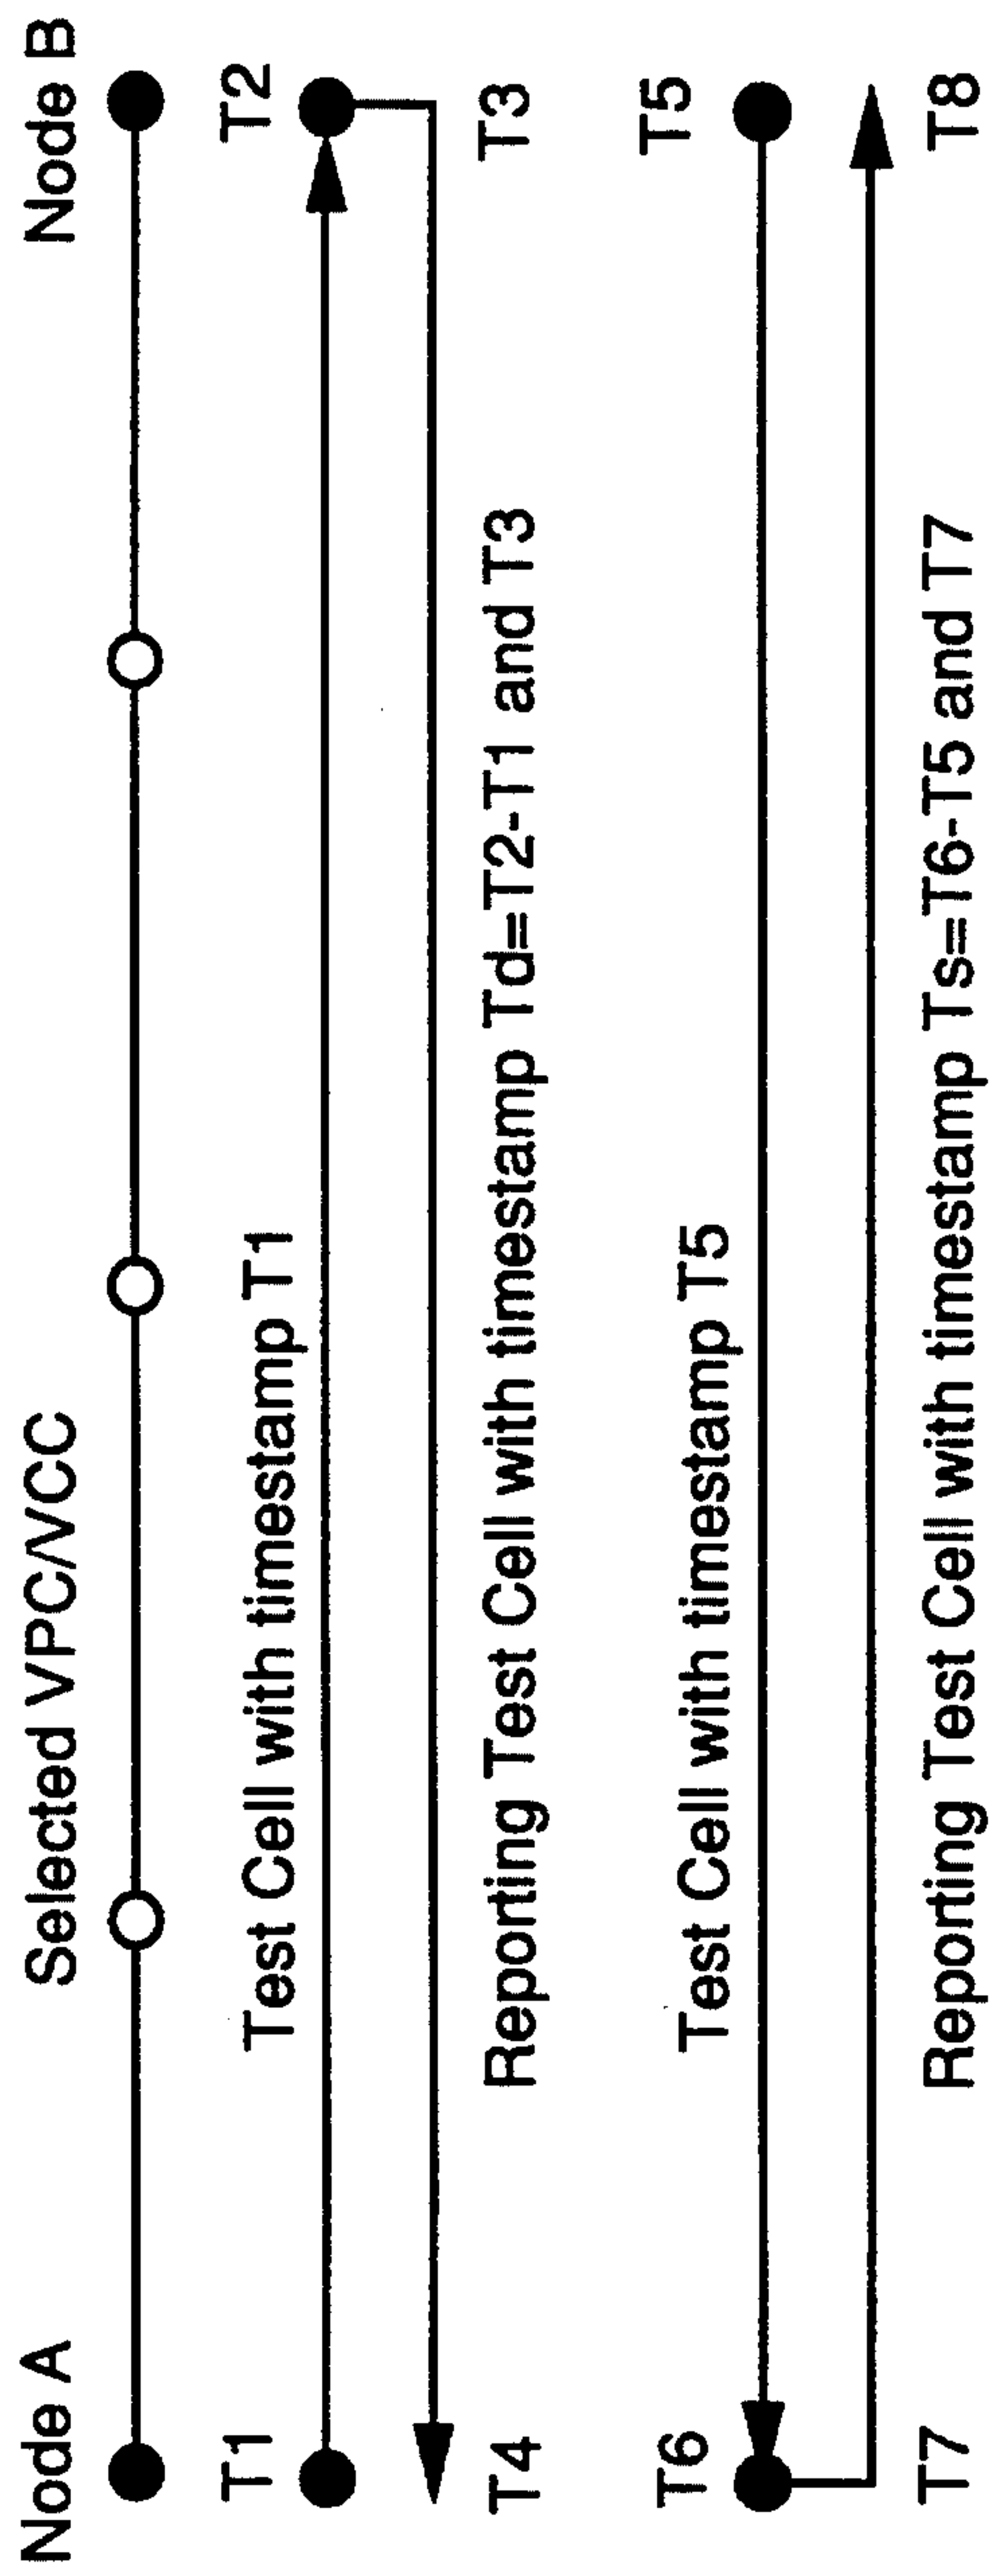 Node A Selected VPC/VCC Node B
T1 T2
Test Cell with timestamp T1
T4 T3
Reporting Test Cell with timestamp Td=T2-T1 and T3
T6 T5
Test Cell with timestamp T5
T7 T8
Reporting Test Cell with timestamp Ts=T6-T5 and T7